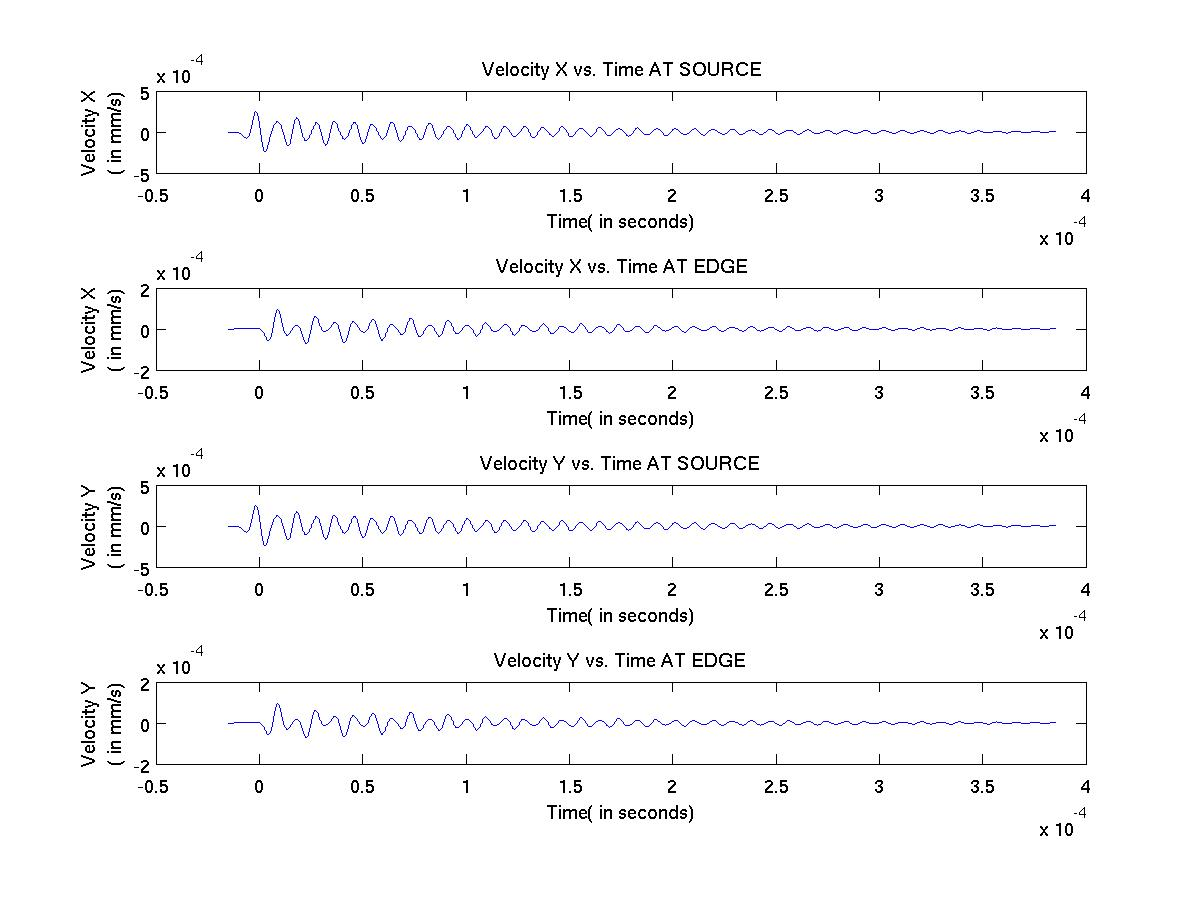 x 10^-4
Velocity X vs. Time AT SOURCE
Velocity X
( in mm/s)
5
0
-5
-0.5 0 0.5 1 1.5 2 2.5 3 3.5 4
Time( in seconds)
x 10^-4
x 10^-4
Velocity X vs. Time AT EDGE
Velocity X
( in mm/s)
2
0
-2
-0.5 0 0.5 1 1.5 2 2.5 3 3.5 4
Time( in seconds)
x 10^-4
x 10^-4
Velocity Y vs. Time AT SOURCE
Velocity Y
( in mm/s)
5
0
-5
-0.5 0 0.5 1 1.5 2 2.5 3 3.5 4
Time( in seconds)
x 10^-4
x 10^-4
Velocity Y vs. Time AT EDGE
Velocity Y
( in mm/s)
2
0
-2
-0.5 0 0.5 1 1.5 2 2.5 3 3.5 4
Time( in seconds)
x 10^-4